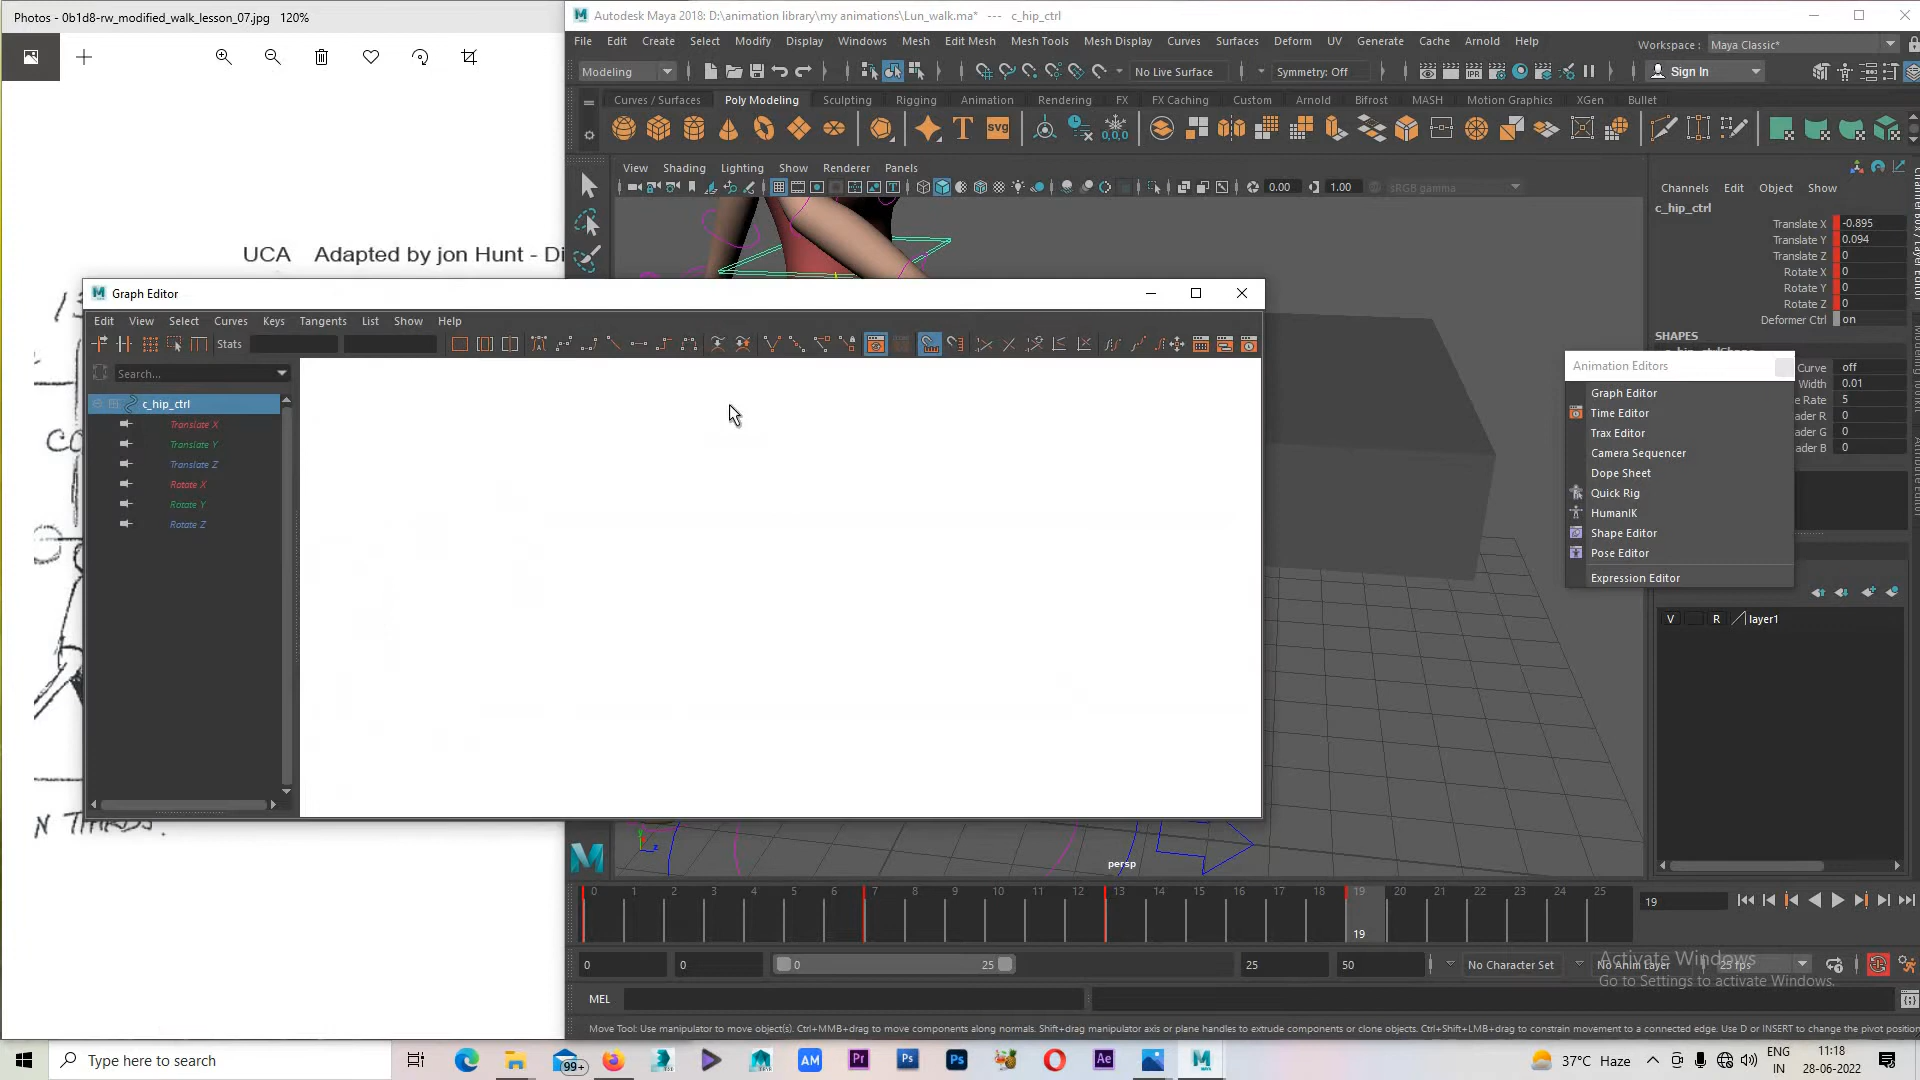 Photos - 0b1d8-rw_modified_walk_lesson_07.jpg   120%
Autodesk Maya 2018: D:\animation library\my animations\Lun_walk.ma*   ---   c_hip_ctrl
File Edit Create Select Modify Display Windows Mesh Edit Mesh Mesh Tools Mesh Display Curves Surfaces Deform UV Generate Cache Arnold Help
Workspace : Maya Classic*
Modeling
No Live Surface
Symmetry: Off
Sign In
Curves / Surfaces Poly Modeling Sculpting Rigging Animation Rendering FX FX Caching Custom Arnold Bifrost MASH Motion Graphics XGen Bullet
View Shading Lighting Show Renderer Panels
0.00
1.00
sRGB gamma
Channels Edit Object Show
c_hip_ctrl
Translate X -0.895
Translate Y 0.094
Translate Z 0
Rotate X 0
Rotate Y 0
Rotate Z 0
Deformer Ctrl on
SHAPES
Curve off
Width 0.01
e Rate 5
ader R 0
ader G 0
ader B 0
UCA   Adapted by jon Hunt - Di
Graph Editor
Edit View Select Curves Keys Tangents List Show Help
Stats
Search...
c_hip_ctrl
Translate X
Translate Y
Translate Z
Rotate X
Rotate Y
Rotate Z
Animation Editors
Graph Editor
Time Editor
Trax Editor
Camera Sequencer
Dope Sheet
Quick Rig
HumanIK
Shape Editor
Pose Editor
Expression Editor
V R layer1
persp
0 1 2 3 4 5 6 7 8 9 10 11 12 13 14 15 16 17 18 19 20 21 22 23 24 25
19
19
0
0
0
25
25
50
No Character Set
No Anim Layer
25 fps
Activate Windows
Go to Settings to activate Windows.
MEL
Move Tool: Use manipulator to move object(s). Ctrl+MMB+drag to move components along normals. Shift+drag manipulator axis or plane handles to extrude components or clone objects. Ctrl+Shift+LMB+drag to constrain movement to a connected edge. Use D or INSERT to change the pivot position
Type here to search
99+
37°C Haze
ENG
IN
11:18
28-06-2022